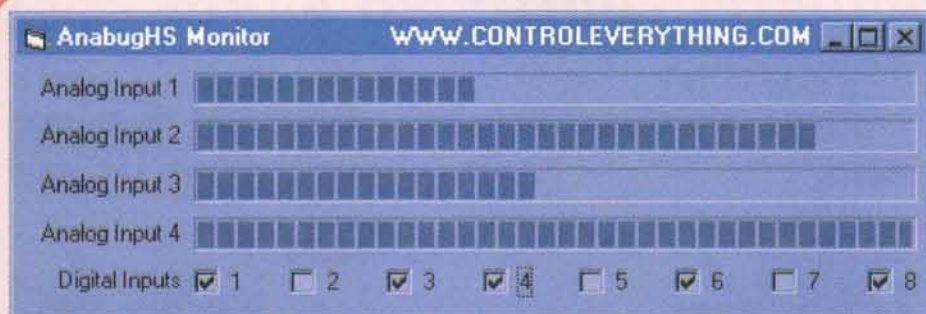 AnabugHS Monitor WWW.CONTROLEVERYTHING.COM
Analog Input 1
Analog Input 2
Analog Input 3
Analog Input 4
Digital Inputs 1 2 3 4 5 6 7 8